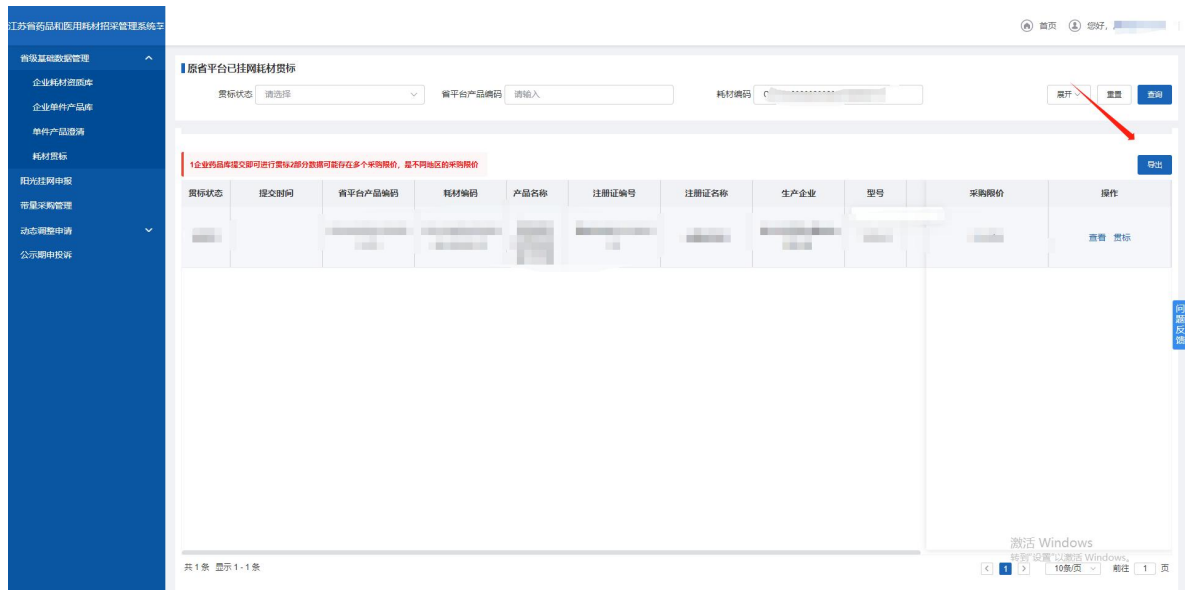 江苏省药品和医用耗材招采管理系统
首页 您好,
省级基础数据管理
企业耗材资质库
企业单件产品库
单件产品澄清
耗材贯标
阳光挂网申报
带量采购管理
动态调整申请
公示期申投诉
原省平台已挂网耗材贯标
贯标状态 请选择 省平台产品编码 请输入 耗材编码 展开 重置 查询
1企业药品库提交即可进行贯标2部分数据可能存在多个采购限价,是不同地区的采购限价
导出
贯标状态 提交时间 省平台产品编码 耗材编码 产品名称 注册证编号 注册证名称 生产企业 型号 采购限价 操作
查看 贯标
问题反馈
激活 Windows
转到"设置"以激活 Windows。
共 1 条 显示 1 - 1 条
1 10条/页 前往 1 页